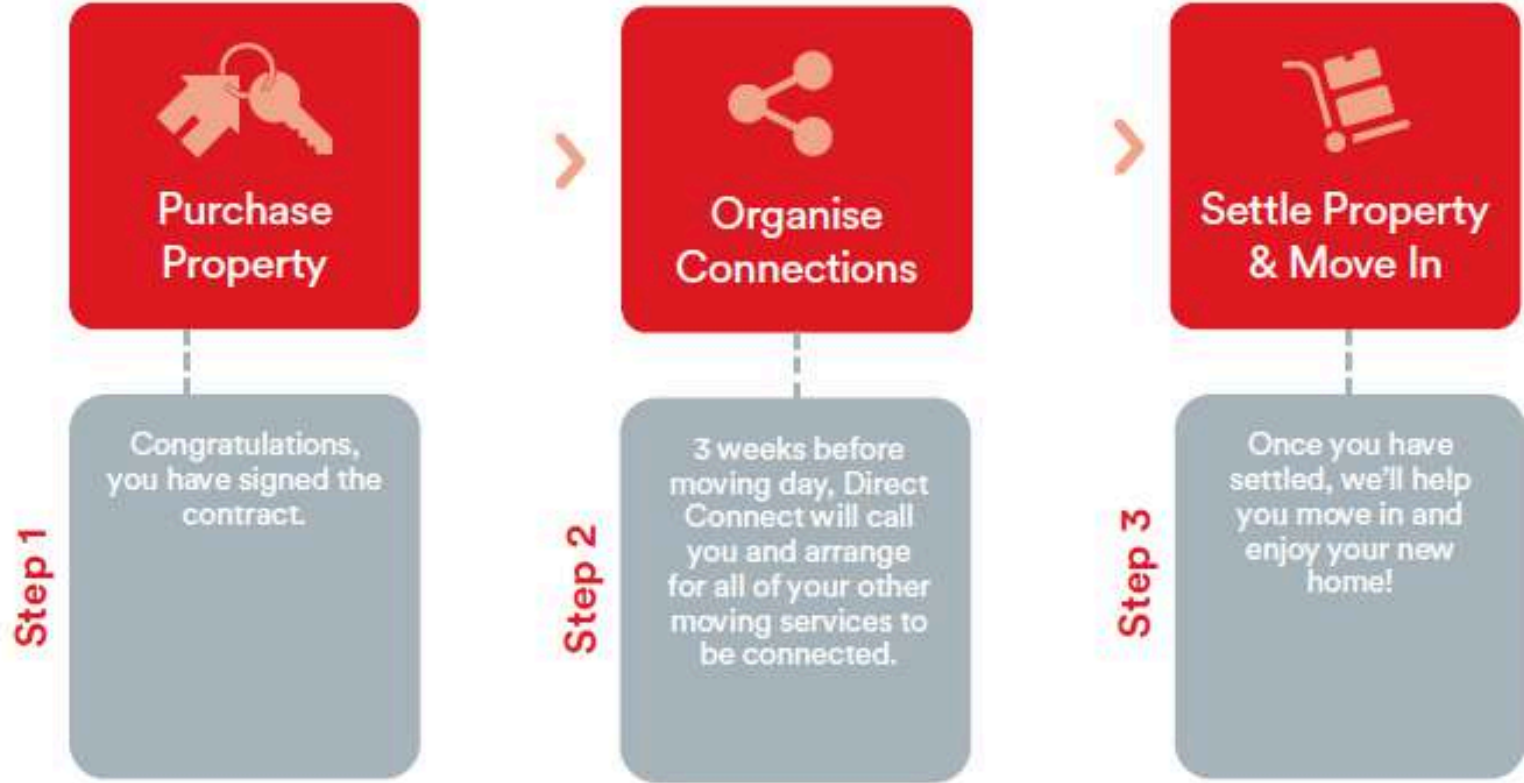 Purchase
Property
Step 1
Congratulations,
you have signed the
contract.
Organise
Connections
Step 2
3 weeks before
moving day, Direct
Connect will call
you and arrange
for all of your other
moving services to
be connected.
Settle Property
& Move In
Step 3
Once you have
settled, we'll help
you move in and
enjoy your new
home!